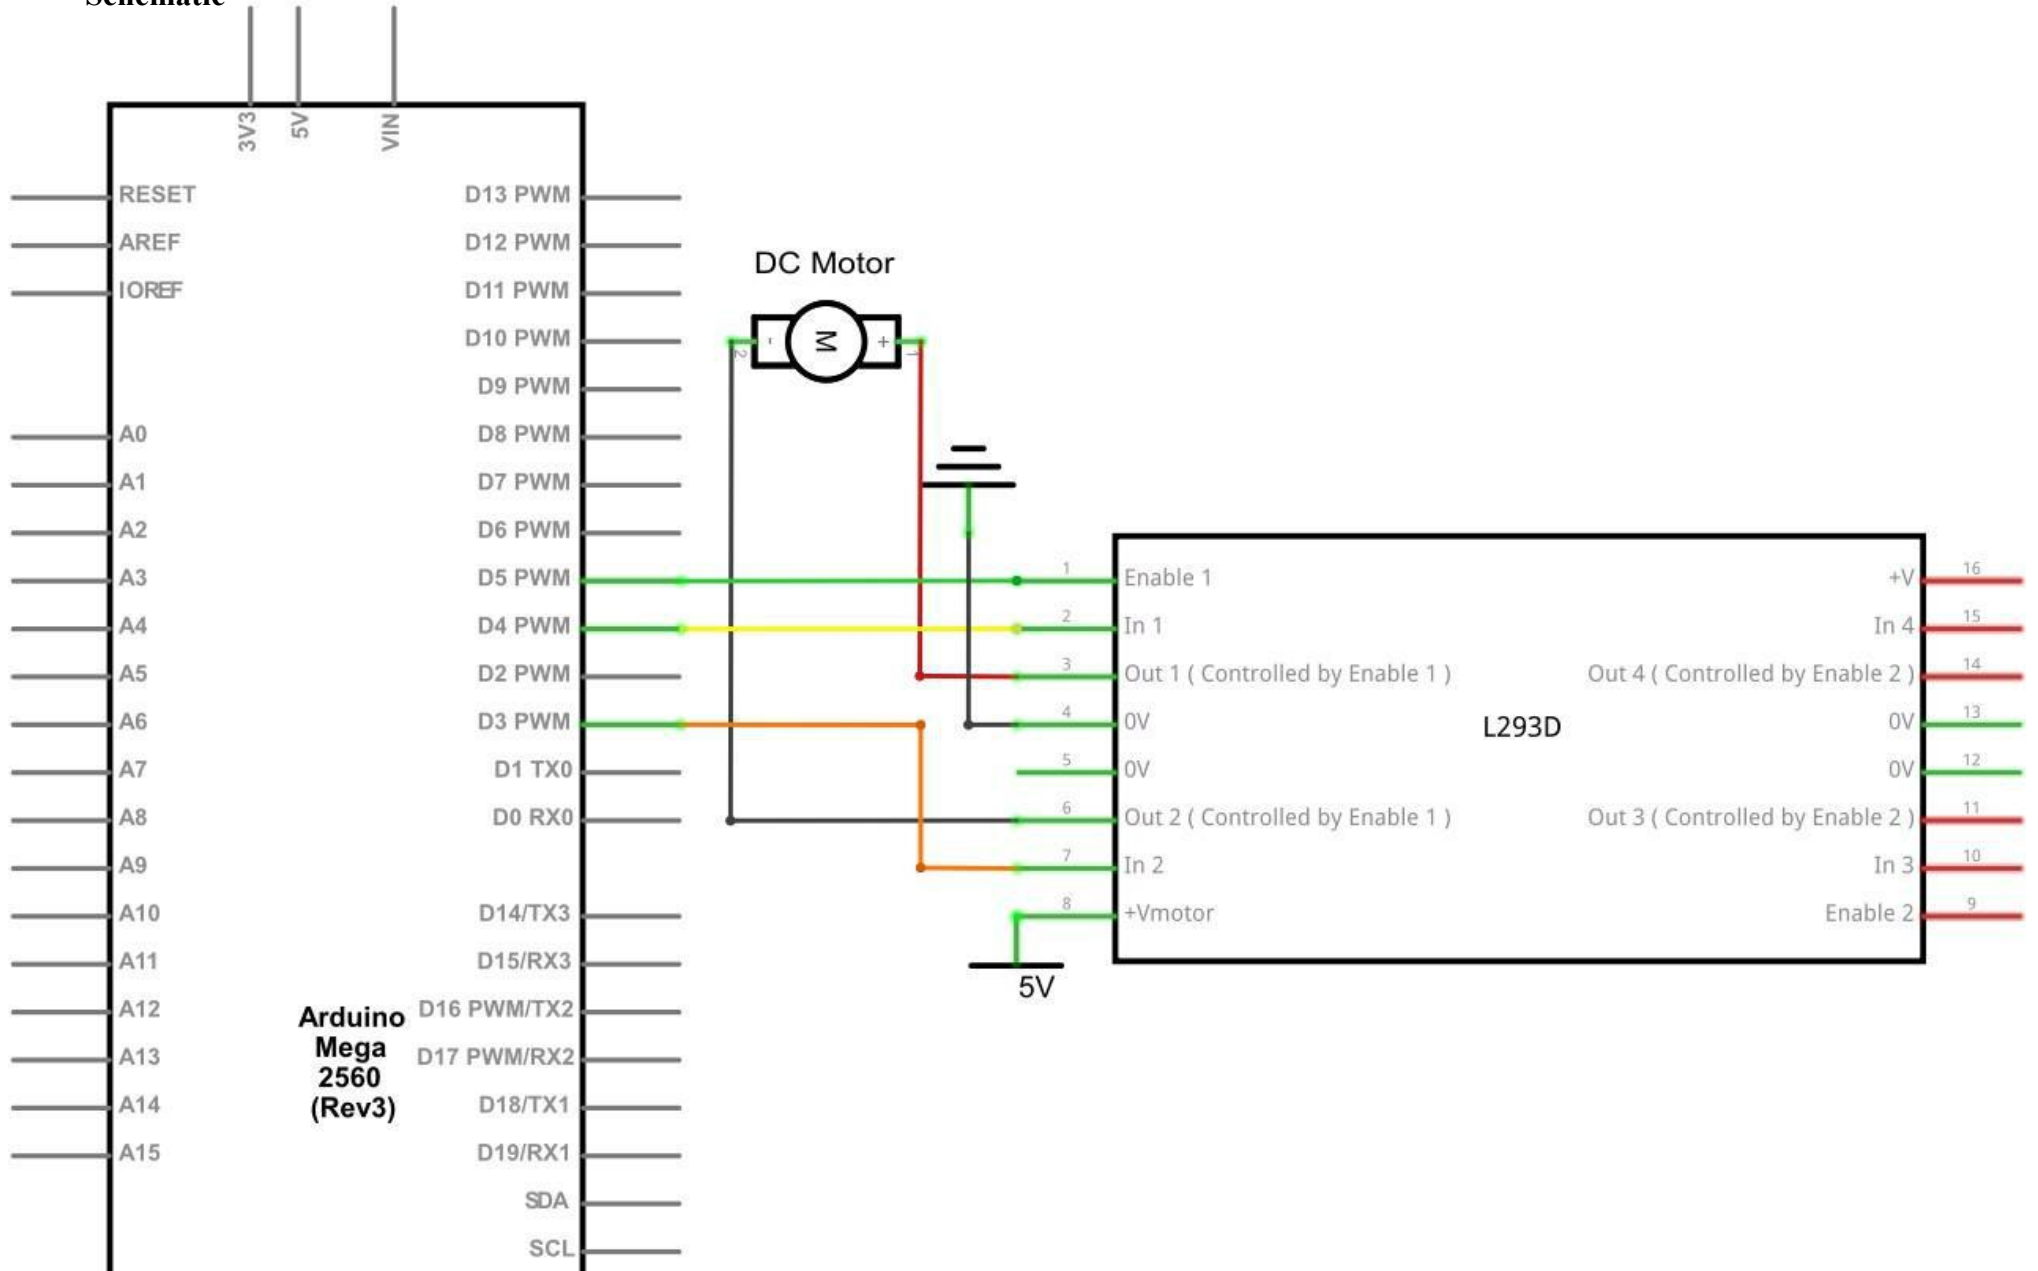 Schematic
3V3
5V
VIN
RESET
AREF
IOREF
A0
A1
A2
A3
A4
A5
A6
A7
A8
A9
A10
A11
A12
A13
A14
A15
Arduino
Mega
2560
(Rev3)
D13 PWM
D12 PWM
D11 PWM
D10 PWM
D9 PWM
D8 PWM
D7 PWM
D6 PWM
D5 PWM
D4 PWM
D2 PWM
D3 PWM
D1 TX0
D0 RX0
D14/TX3
D15/RX3
D16 PWM/TX2
D17 PWM/RX2
D18/TX1
D19/RX1
SDA
SCL
DC Motor
2 - M + 1
1 Enable 1
2 In 1
3 Out 1 ( Controlled by Enable 1 )
4 0V
5 0V
6 Out 2 ( Controlled by Enable 1 )
7 In 2
8 +Vmotor
5V
L293D
+V 16
In 4 15
Out 4 ( Controlled by Enable 2 ) 14
0V 13
0V 12
Out 3 ( Controlled by Enable 2 ) 11
In 3 10
Enable 2 9